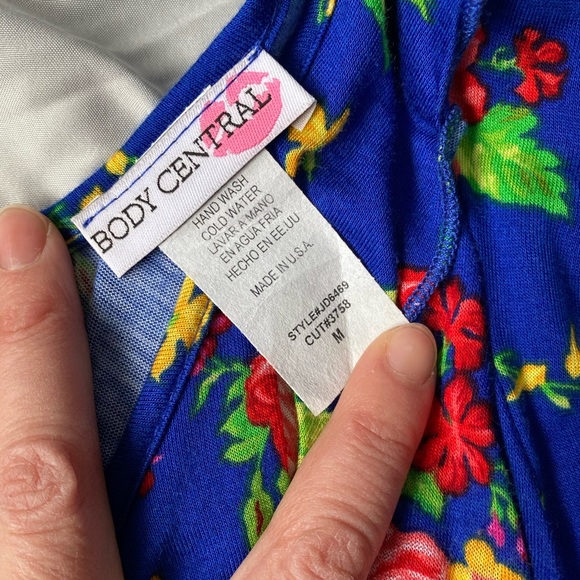 BODY CENTRAL
HAND WASH
COLD WATER
LAVAR A MANO
EN AGUA FRIA
HECHO EN EE.UU
MADE IN U.S.A.
STYLE#JD6489
CUT#3758
M